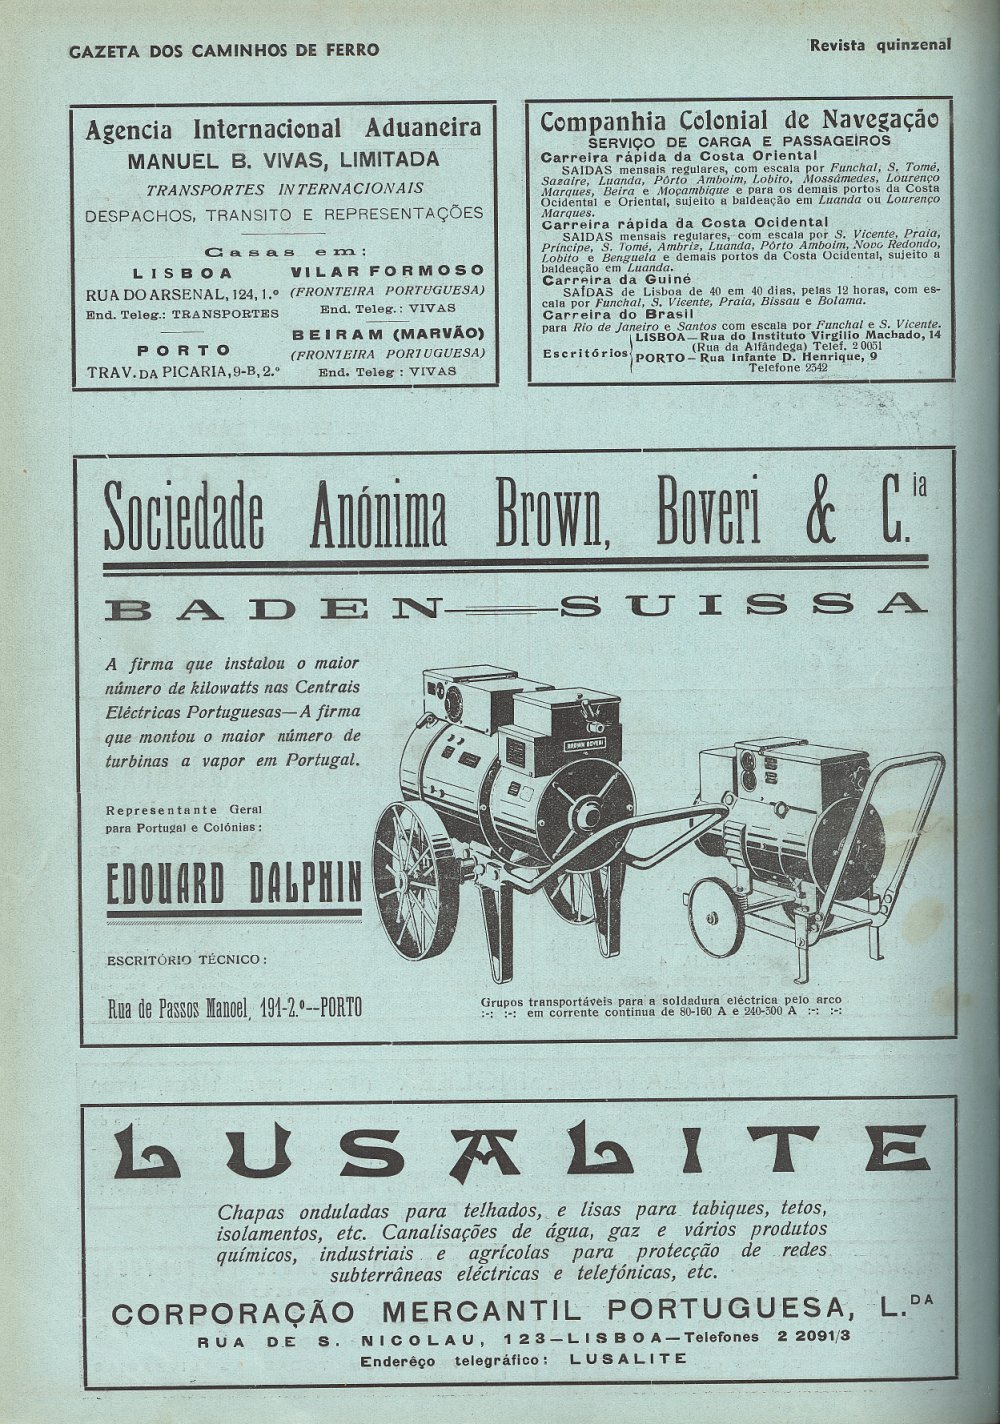 GAZETA DOS CAMINHOS DE FERRO
Revista quinzenal
Agencia Internacional Aduaneira
MANUEL B. VIVAS, LIMITADA
TRANSPORTES INTERNACIONAIS
DESPACHOS, TRANSITO E REPRESENTAÇÕES
Casas em:
LISBOA
RUA DO ARSENAL, 124, 1.º
End. Teleg.: TRANSPORTES
PORTO
TRAV. DA PICARIA, 9-B, 2.º
VILAR FORMOSO
(FRONTEIRA PORTUGUESA)
End. Teleg.: VIVAS
BEIRAM (MARVÃO)
(FRONTEIRA PORTUGUESA)
End. Teleg : VIVAS
Companhia Colonial de Navegação
SERVIÇO DE CARGA E PASSAGEIROS
Carreira rápida da Costa Oriental
SAIDAS mensais regulares, com escala por Funchal, S. Tomé,
Sazaire, Luanda, Pôrto Amboim, Lobito, Mossâmedes, Lourenço
Marques, Beira e Moçambique e para os demais portos da Costa
Ocidental e Oriental, sujeito a baldeação em Luanda ou Lourenço
Marques.
Carreira rápida da Costa Ocidental
SAIDAS mensais regulares, com escala por S. Vicente, Praia,
Príncipe, S. Tomé, Ambriz, Luanda, Pôrto Amboim, Novo Redondo,
Lobito e Benguela e demais portos da Costa Ocidental, sujeito a
baldeação em Luanda.
Carreira da Guiné
SAÍDAS de Lisboa de 40 em 40 dias, pelas 12 horas, com es-
cala por Funchal, S. Vicente, Praia, Bissau e Bolama.
Carreira do Brasil
para Rio de Janeiro e Santos com escala por Funchal e S. Vicente.
Escritórios
LISBOA—Rua do Instituto Virgilio Machado, 14
(Rua da Alfândega) Telef. 2 0051
PORTO—Rua Infante D. Henrique, 9
Telefone 2342
Sociedade Anónima Brown, Boveri & C.ia
BADEN—SUISSA
A firma que instalou o maior
número de kilowatts nas Centrais
Eléctricas Portuguesas—A firma
que montou o maior número de
turbinas a vapor em Portugal.
Representante Geral
para Portugal e Colónias:
EDOUARD DALPHIN
ESCRITÓRIO TÉCNICO:
Rua de Passos Manoel, 191-2.º--PORTO
BROWN BOVERI
Grupos transportáveis para a soldadura eléctrica pelo arco
:-: :-: em corrente continua de 80-160 A e 240-300 A :-: :-:
LUSALITE
Chapas onduladas para telhados, e lisas para tabiques, tetos,
isolamentos, etc. Canalisações de água, gaz e vários produtos
químicos, industriais e agrícolas para protecção de redes
subterrâneas eléctricas e telefónicas, etc.
CORPORAÇÃO MERCANTIL PORTUGUESA, L.DA
RUA DE S. NICOLAU, 123—LISBOA—Telefones 2 2091/3
Enderêço telegráfico: LUSALITE